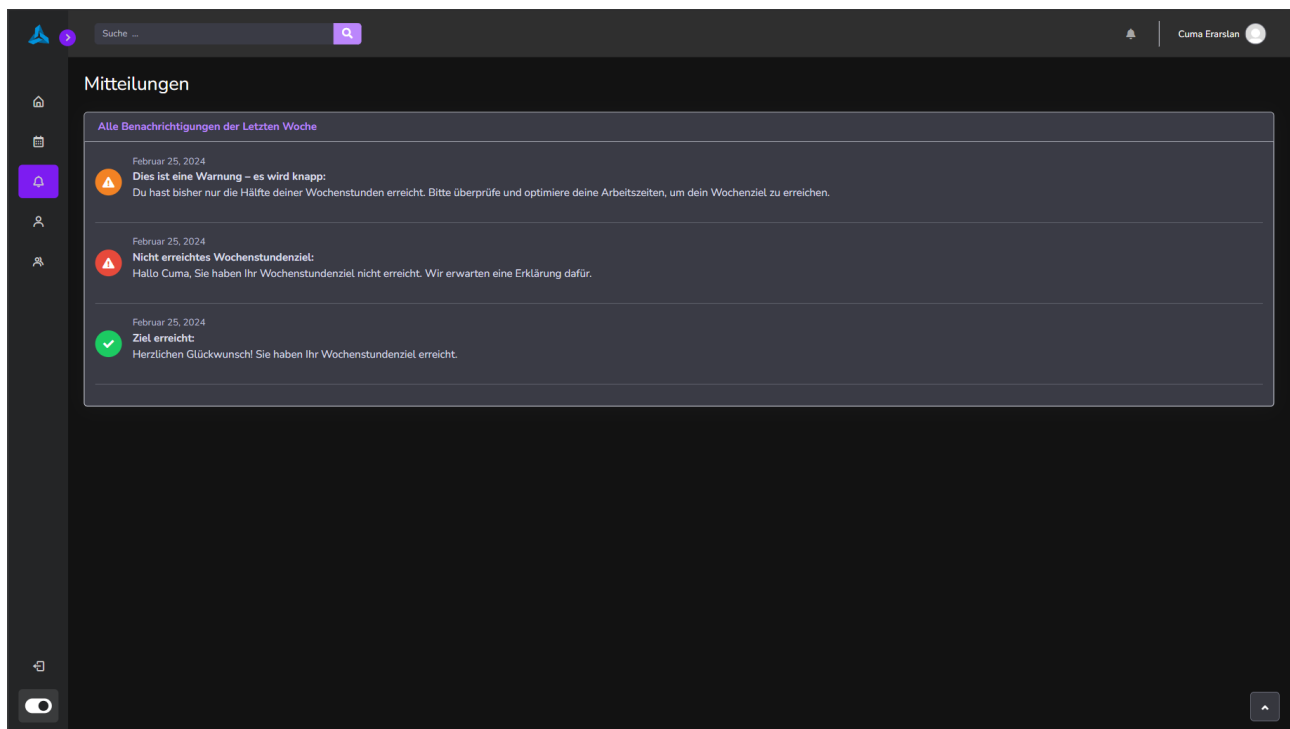 Suche ...
Cuma Erarslan
Mitteilungen
Alle Benachrichtigungen der Letzten Woche
Februar 25, 2024
Dies ist eine Warnung – es wird knapp:
Du hast bisher nur die Hälfte deiner Wochenstunden erreicht. Bitte überprüfe und optimiere deine Arbeitszeiten, um dein Wochenziel zu erreichen.
Februar 25, 2024
Nicht erreichtes Wochenstundenziel:
Hallo Cuma, Sie haben Ihr Wochenstundenziel nicht erreicht. Wir erwarten eine Erklärung dafür.
Februar 25, 2024
Ziel erreicht:
Herzlichen Glückwunsch! Sie haben Ihr Wochenstundenziel erreicht.